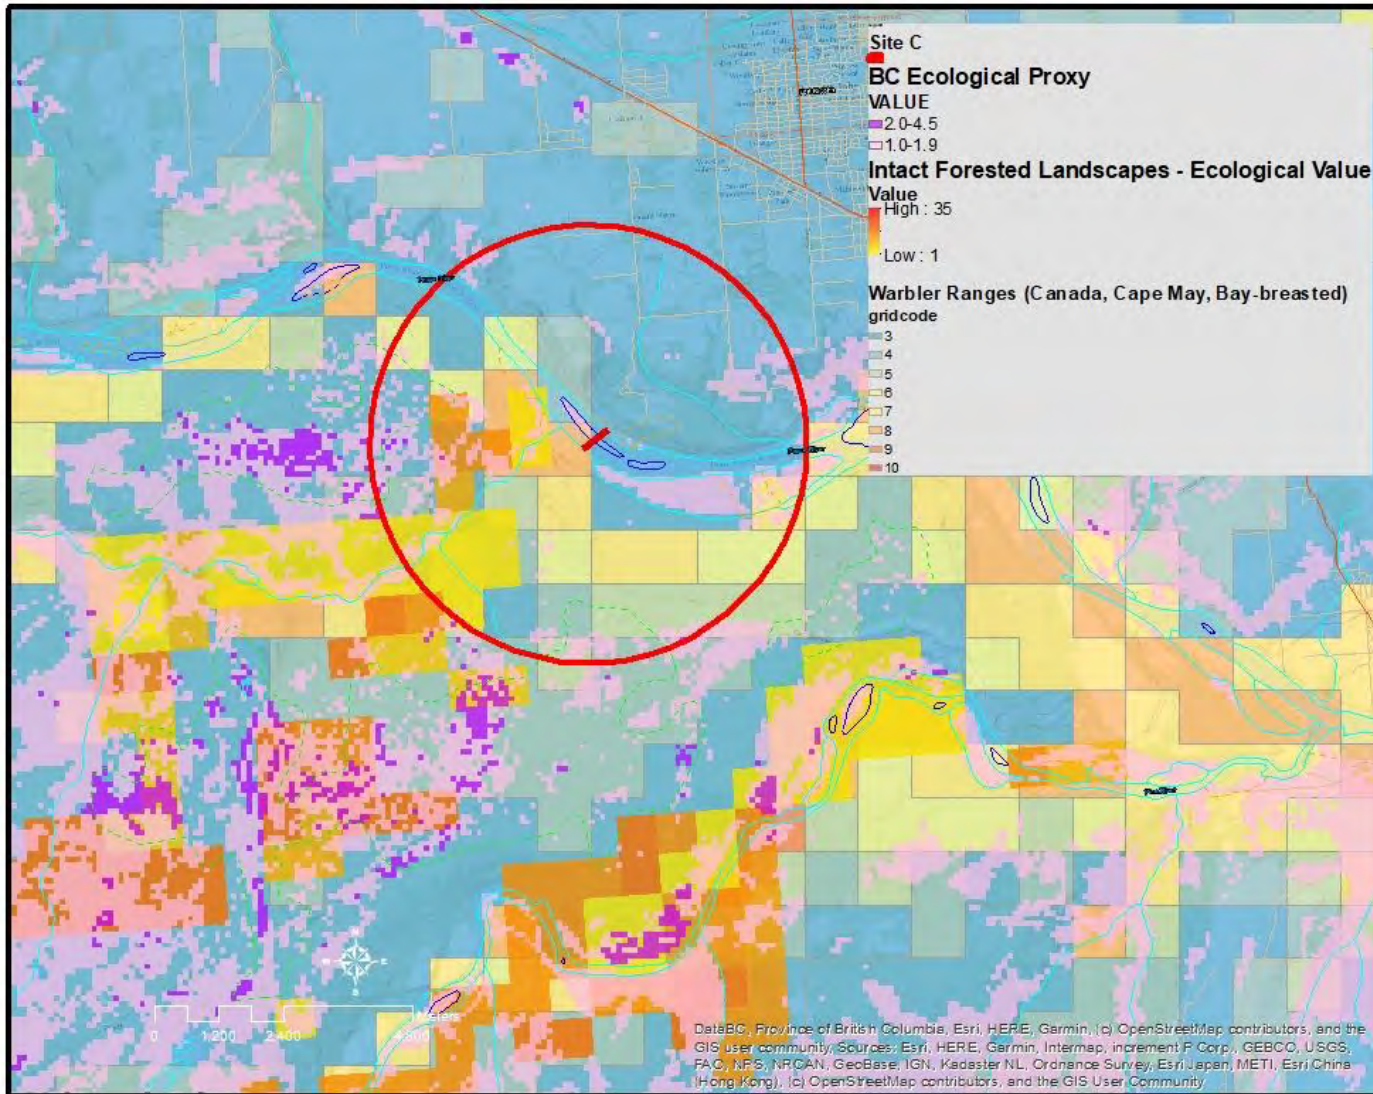 Site C
BC Ecological Proxy
VALUE
2.0-4.5
1.0-1.9
Intact Forested Landscapes - Ecological Value
Value
High : 35
Low : 1
Warbler Ranges (Canada, Cape May, Bay-breasted)
gridcode
3
4
5
6
7
8
9
10
N
W
E
S
Meters
0 1,200 2,400 4,800
DataBC, Province of British Columbia, Esri, HERE, Garmin, (c) OpenStreetMap contributors, and the
GIS user community, Sources: Esri, HERE, Garmin, Intermap, increment P Corp., GEBCO, USGS,
FAO, NPS, NRCAN, GeoBase, IGN, Kadaster NL, Ordnance Survey, Esri Japan, METI, Esri China
(Hong Kong), (c) OpenStreetMap contributors, and the GIS User Community